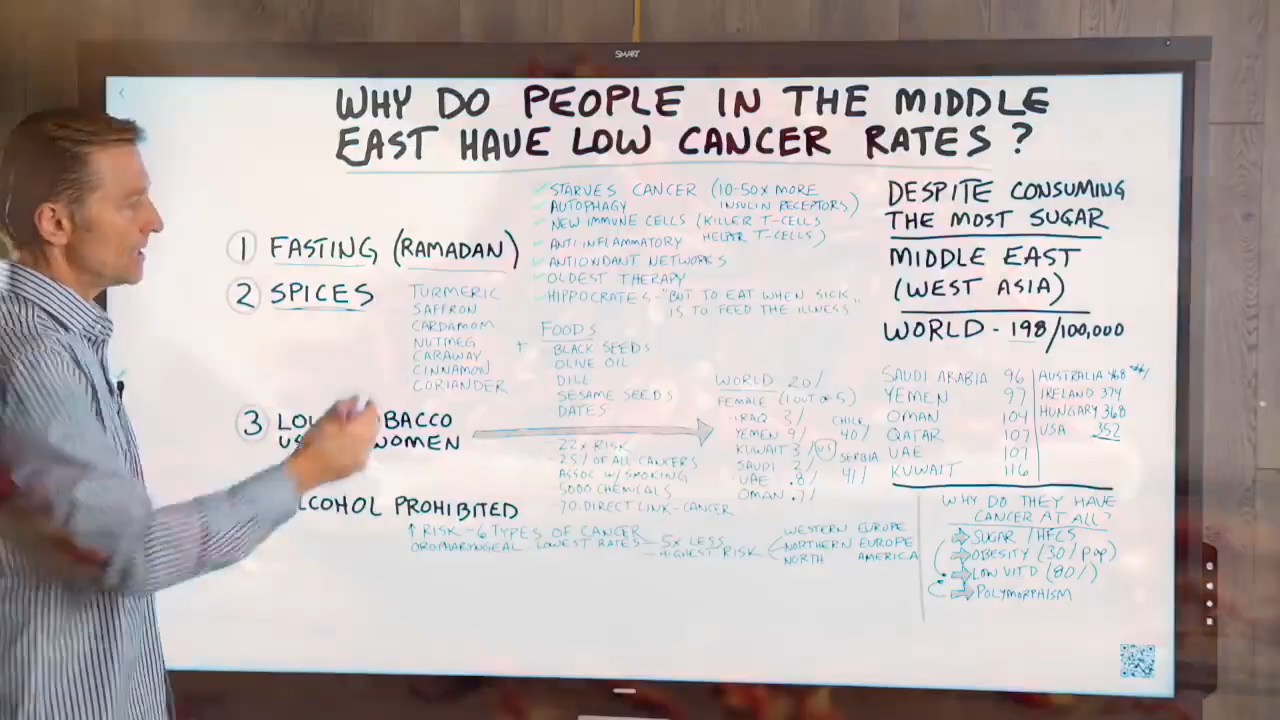 SMART
WHY DO PEOPLE IN THE MIDDLE
EAST HAVE LOW CANCER RATES?
1 FASTING (RAMADAN)
STARVES CANCER (10-50X MORE
INSULIN RECEPTORS)
AUTOPHAGY
NEW IMMUNE CELLS (KILLER T-CELLS
HELPER T-CELLS)
ANTI INFLAMMATORY
ANTIOXIDANT NETWORKS
OLDEST THERAPY
HIPPOCRATES-"BUT TO EAT WHEN SICK,
IS TO FEED THE ILLNESS
2 SPICES
TURMERIC
SAFFRON
CARDAMOM
NUTMEG
CARAWAY
CINNAMON
CORIANDER
+
FOODS
BLACK SEEDS
OLIVE OIL
DILL
SESAME SEEDS
DATES
3 LOW BACCO
US WOMEN
22X RISK
25% OF ALL CANCERS
ASSOC W/ SMOKING
5000 CHEMICALS
70-DIRECT LINK-CANCER
WORLD 20%
FEMALE (1 OUT OF 5)
IRAQ 3%
YEMEN 9%
KUWAIT 3%
SAUDI 2%
UAE .8%
OMAN .7%
VS
CHILE
40%
SERBIA
41%
LCOHOL PROHIBITED
↑ RISK-6 TYPES OF CANCER
OROPHARYNGEAL LOWEST RATES - 5X LESS
- HIGHEST RISK
WESTERN EUROPE
NORTHERN EUROPE
NORTH AMERICA
DESPITE CONSUMING
THE MOST SUGAR
MIDDLE EAST
(WEST ASIA)
WORLD - 198/100,000
SAUDI ARABIA 96
YEMEN 97
OMAN 104
QATAR 107
UAE 107
KUWAIT 116
AUSTRALIA 468
IRELAND 374
HUNGARY 368
USA 352
WHY DO THEY HAVE
CANCER AT ALL?
SUGAR / HFCS
OBESITY (30% pop)
LOW VIT D (80%)
POLYMORPHISM